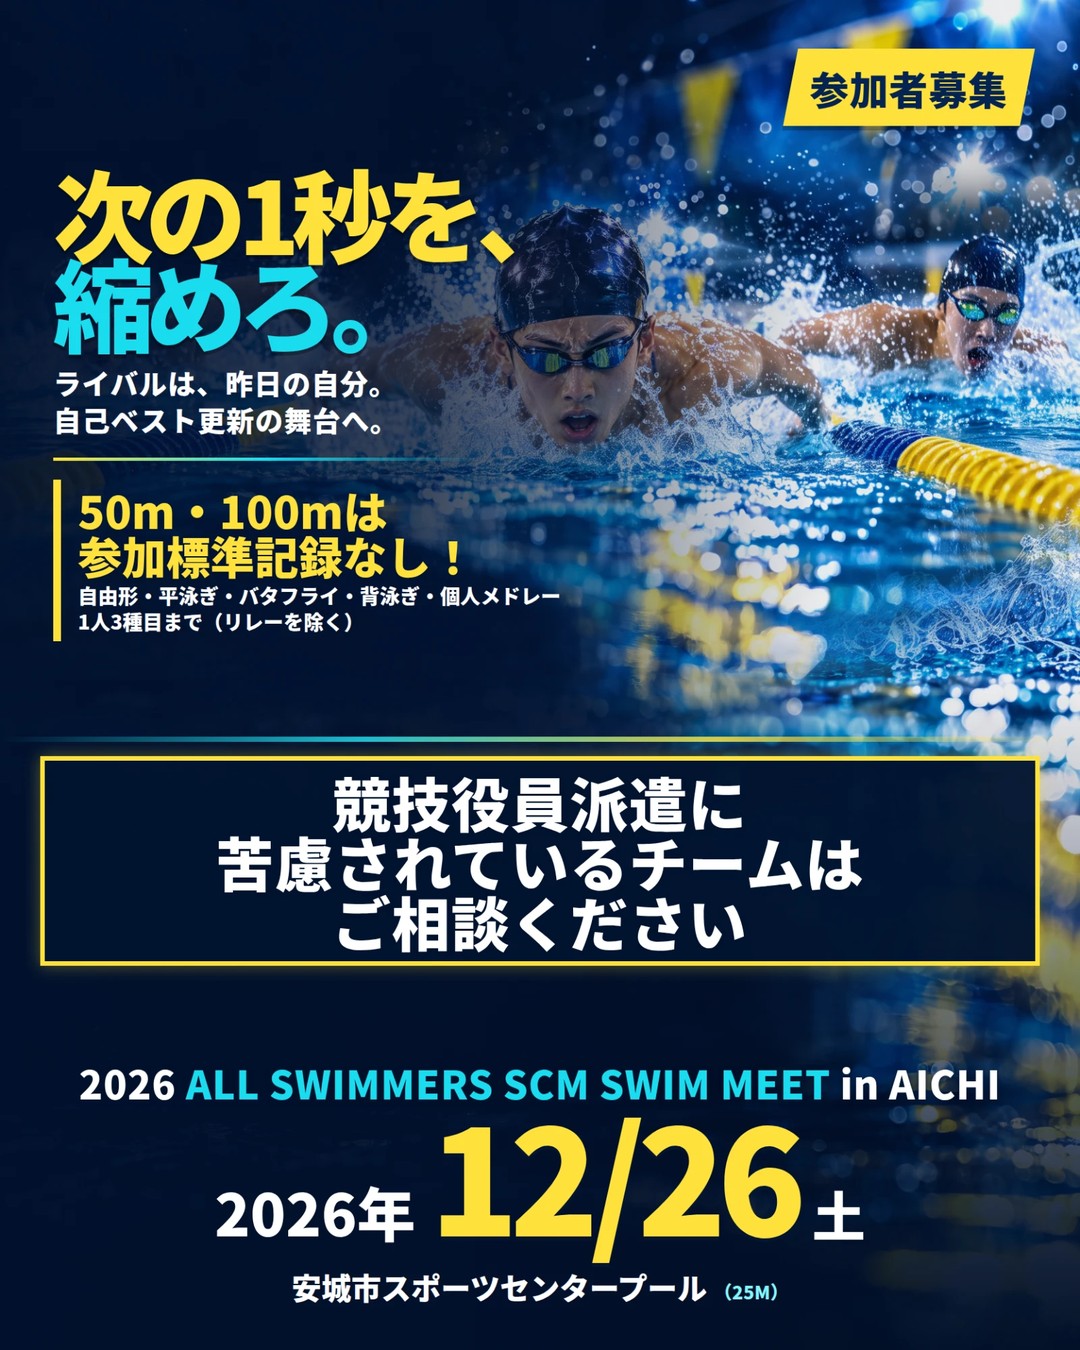 参加者募集
次の1秒を、
縮めろ。
ライバルは、昨日の自分。
自己ベスト更新の舞台へ。
50m・100mは
参加標準記録なし！
自由形・平泳ぎ・バタフライ・背泳ぎ・個人メドレー
1人3種目まで（リレーを除く）
競技役員派遣に
苦慮されているチームは
ご相談ください
2026 ALL SWIMMERS SCM SWIM MEET in AICHI
2026年 12/26 土
安城市スポーツセンタープール （25M）